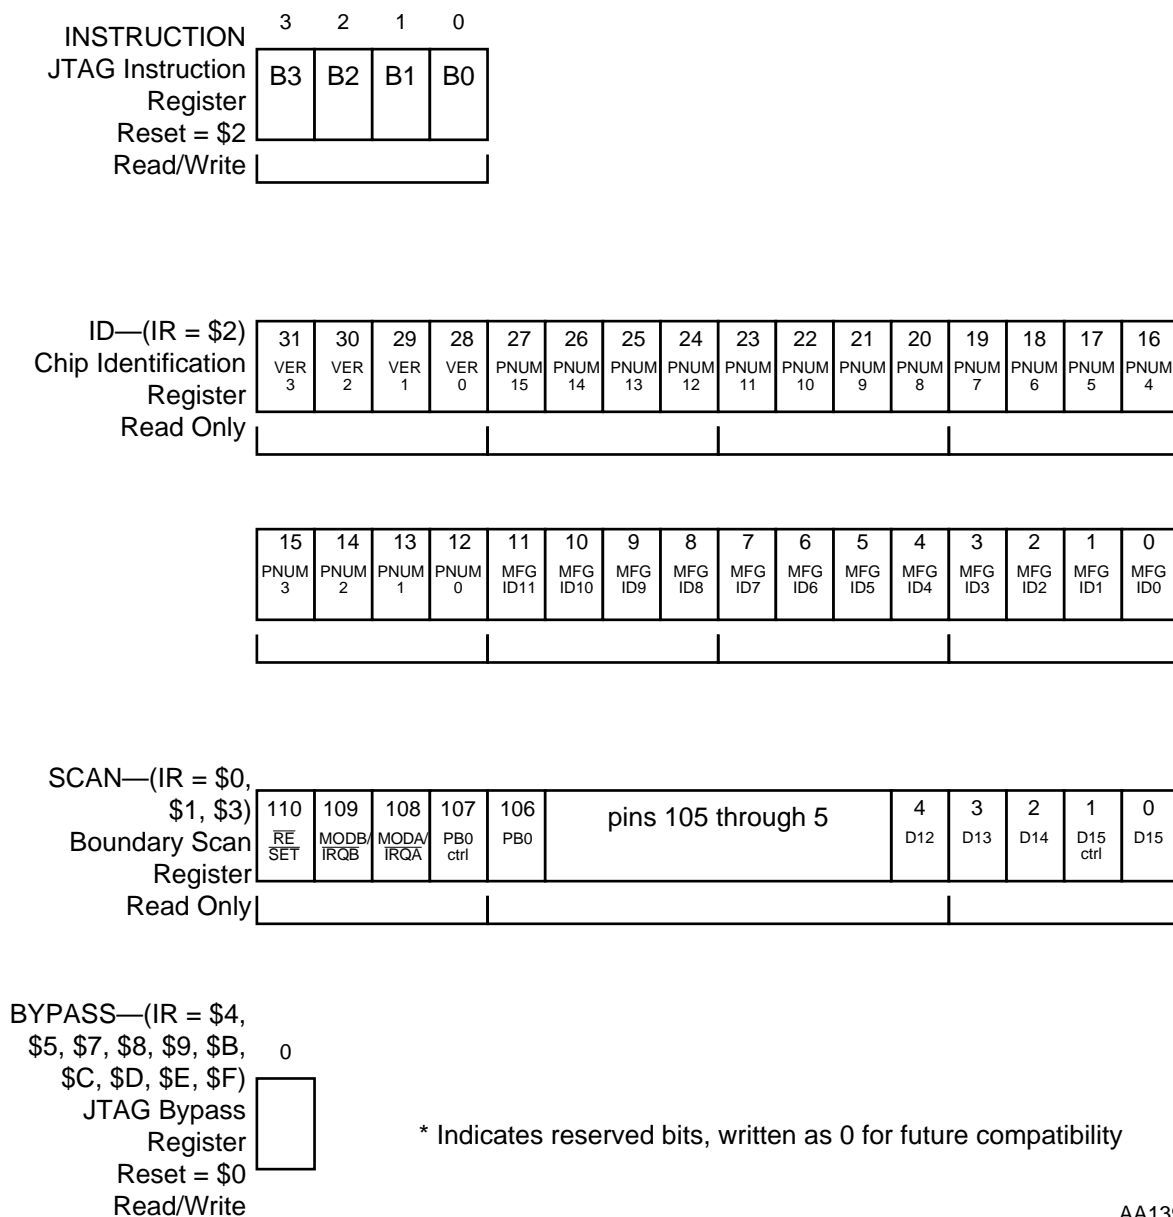 INSTRUCTION
JTAG Instruction
Register
Reset = $2
Read/Write
3 2 1 0
B3 B2 B1 B0
ID—(IR = $2)
Chip Identification
Register
Read Only
31 30 29 28 27 26 25 24 23 22 21 20 19 18 17 16
VER VER VER VER PNUM PNUM PNUM PNUM PNUM PNUM PNUM PNUM PNUM PNUM PNUM PNUM
3 2 1 0 15 14 13 12 11 10 9 8 7 6 5 4
15 14 13 12 11 10 9 8 7 6 5 4 3 2 1 0
PNUM PNUM PNUM PNUM MFG MFG MFG MFG MFG MFG MFG MFG MFG MFG MFG MFG
3 2 1 0 ID11 ID10 ID9 ID8 ID7 ID6 ID5 ID4 ID3 ID2 ID1 ID0
SCAN—(IR = $0,
$1, $3)
Boundary Scan
Register
Read Only
110 109 108 107 106 pins 105 through 5 4 3 2 1 0
RE MODB/ MODA/ PB0 PB0 D12 D13 D14 D15 D15
SET IRQB IRQA ctrl ctrl
BYPASS—(IR = $4,
$5, $7, $8, $9, $B,
$C, $D, $E, $F)
JTAG Bypass
Register
Reset = $0
Read/Write
0
* Indicates reserved bits, written as 0 for future compatibility